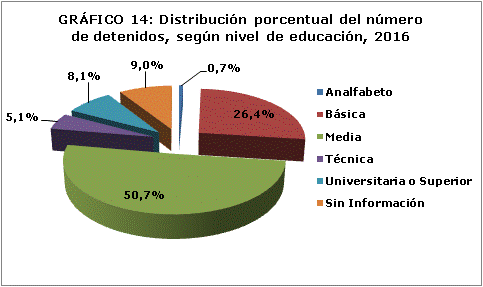 GRÁFICO 14: Distribución porcentual del número
de detenidos, según nivel de educación, 2016
9,0%
0,7%
8,1%
5,1%
26,4%
50,7%
Analfabeto
Básica
Media
Técnica
Universitaria o Superior
Sin Información